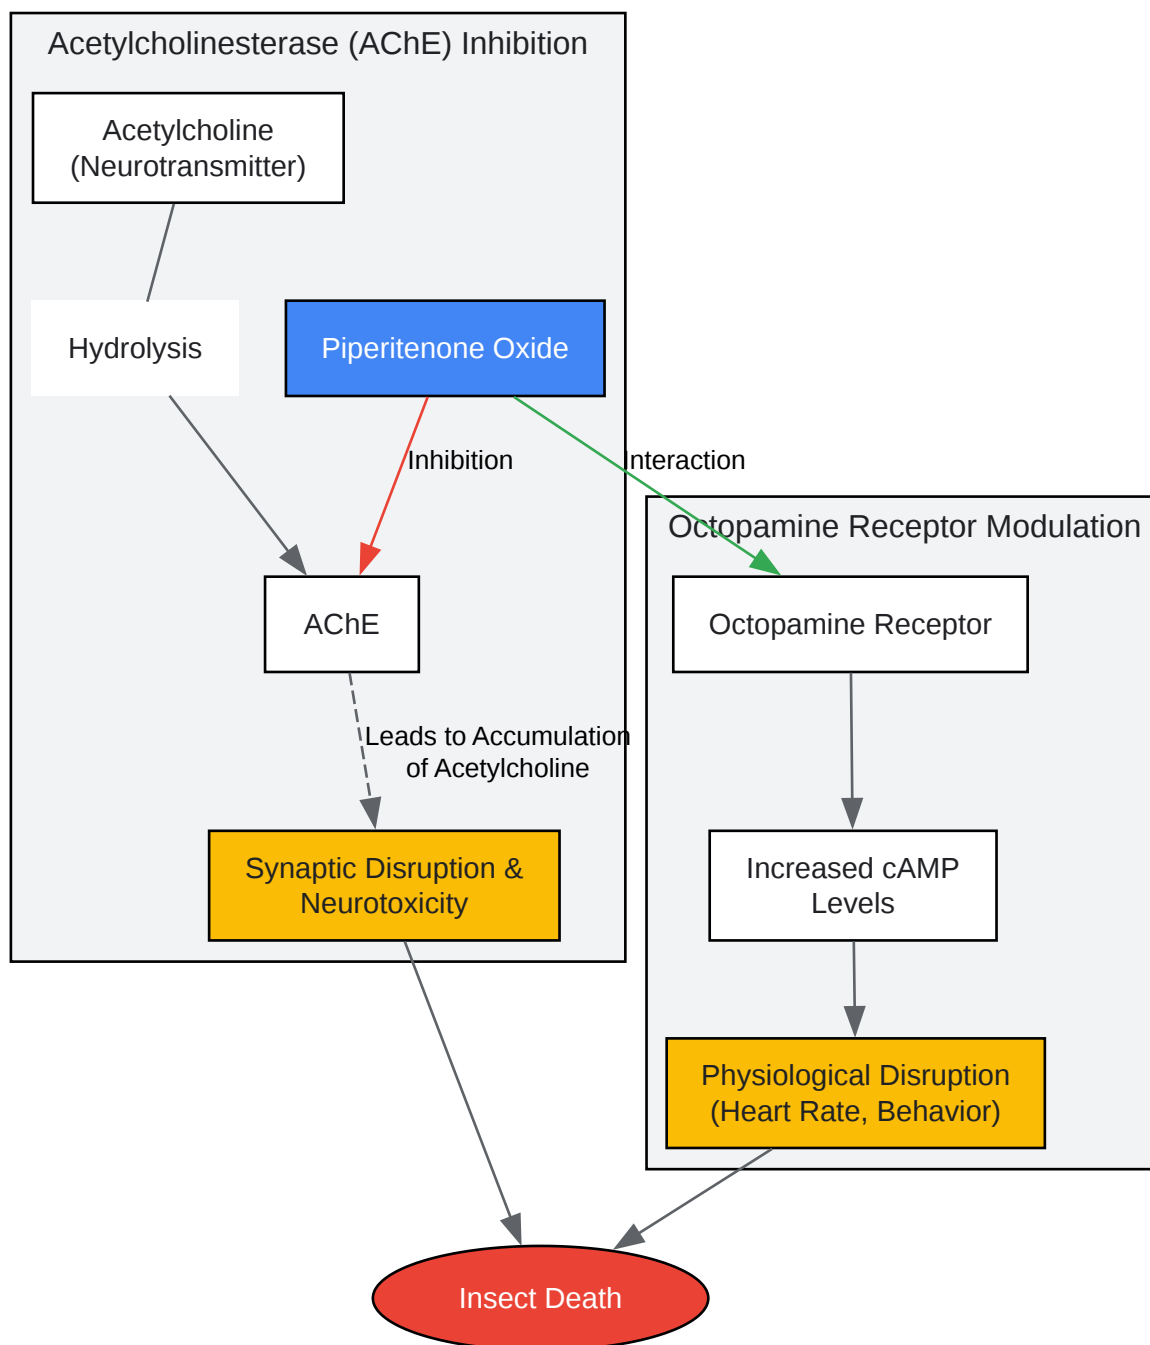 Acetylcholinesterase (AChE) Inhibition
Acetylcholine
(Neurotransmitter)
Hydrolysis
Piperitenone Oxide
Inhibition
Interaction
Octopamine Receptor Modulation
AChE
Octopamine Receptor
Leads to Accumulation
of Acetylcholine
Synaptic Disruption &
Neurotoxicity
Increased cAMP
Levels
Physiological Disruption
(Heart Rate, Behavior)
Insect Death